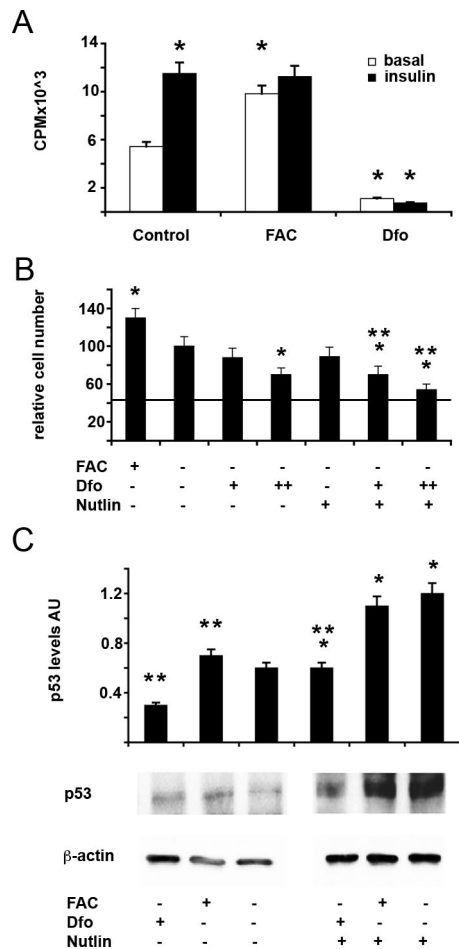 A
CPMx10^3
14
10
6
2
* *
basal
insulin
* *
Control FAC Dfo
B
relative cell number
140
100
60
20
*
*
**
*
**
*
FAC + - - - - - -
Dfo - - + ++ - + ++
Nutlin - - - - + + +
C
p53 levels AU
1.2
0.8
0.4
**
**
**
*
*
*
p53
β-actin
FAC - + - - + -
Dfo + - - + - -
Nutlin - - - + + +